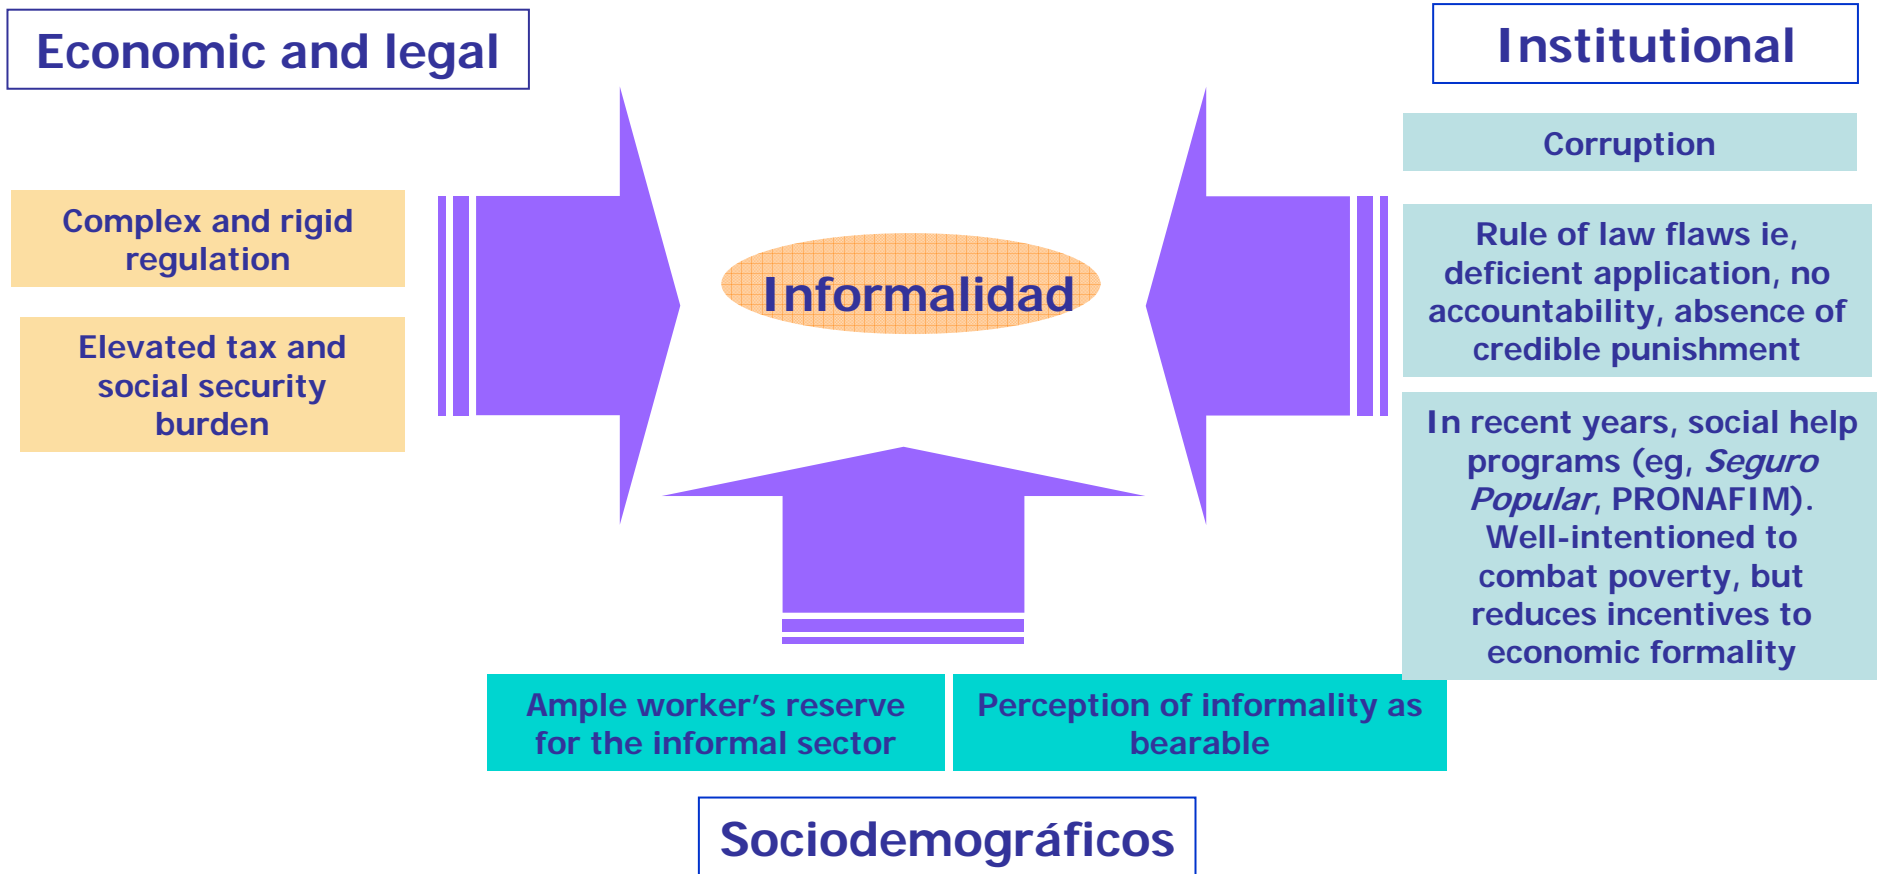 Economic and legal
Complex and rigid
regulation
Elevated tax and
social security
burden
Informalidad
Institutional
Corruption
Rule of law flaws ie,
deficient application, no
accountability, absence of
credible punishment
In recent years, social help
programs (eg, Seguro
Popular, PRONAFIM).
Well-intentioned to
combat poverty, but
reduces incentives to
economic formality
Ample worker’s reserve
for the informal sector
Perception of informality as
bearable
Sociodemográficos